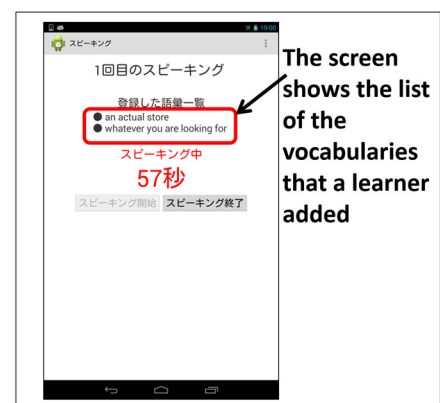 19:00
スピーキング
1回目のスピーキング
登録した語彙一覧
● an actual store
● whatever you are looking for
スピーキング中
57秒
スピーキング開始 スピーキング終了
The screen
shows the list
of the
vocabularies
that a learner
added